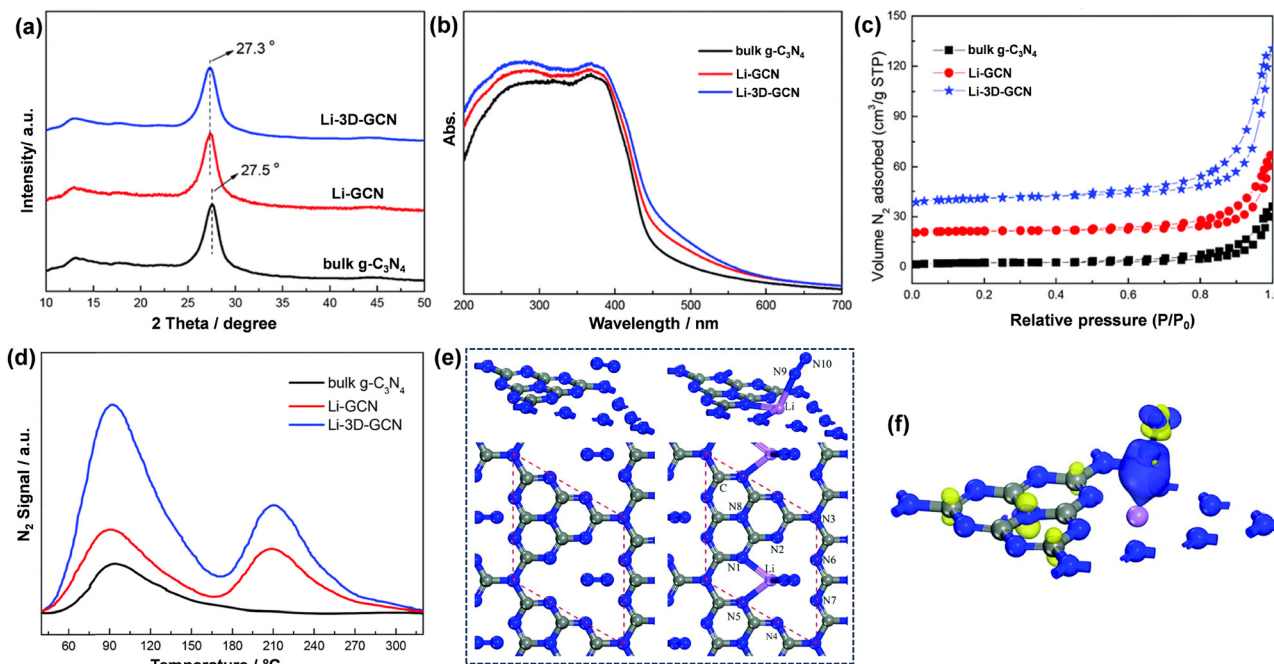 (a)
27.3 °
Li-3D-GCN
27.5 °
Li-GCN
bulk g-C₃N₄
Intensity/ a.u.
10 15 20 25 30 35 40 45 50
2 Theta / degree
(b)
bulk g-C₃N₄
Li-GCN
Li-3D-GCN
Abs.
200 300 400 500 600 700
Wavelength / nm
(c)
150
120
90
60
30
0
bulk g-C₃N₄
Li-GCN
Li-3D-GCN
Volume N₂ adsorbed (cm³/g STP)
0.0 0.2 0.4 0.6 0.8 1.
Relative pressure (P/P₀)
(d)
bulk g-C₃N₄
Li-GCN
Li-3D-GCN
N₂ Signal / a.u.
60 90 120 150 180 210 240 270 300
Temperature / °C
(e)
N10
N9
Li
C
N8
N3
N2
N1
Li
N6
N7
N5
N4
(f)